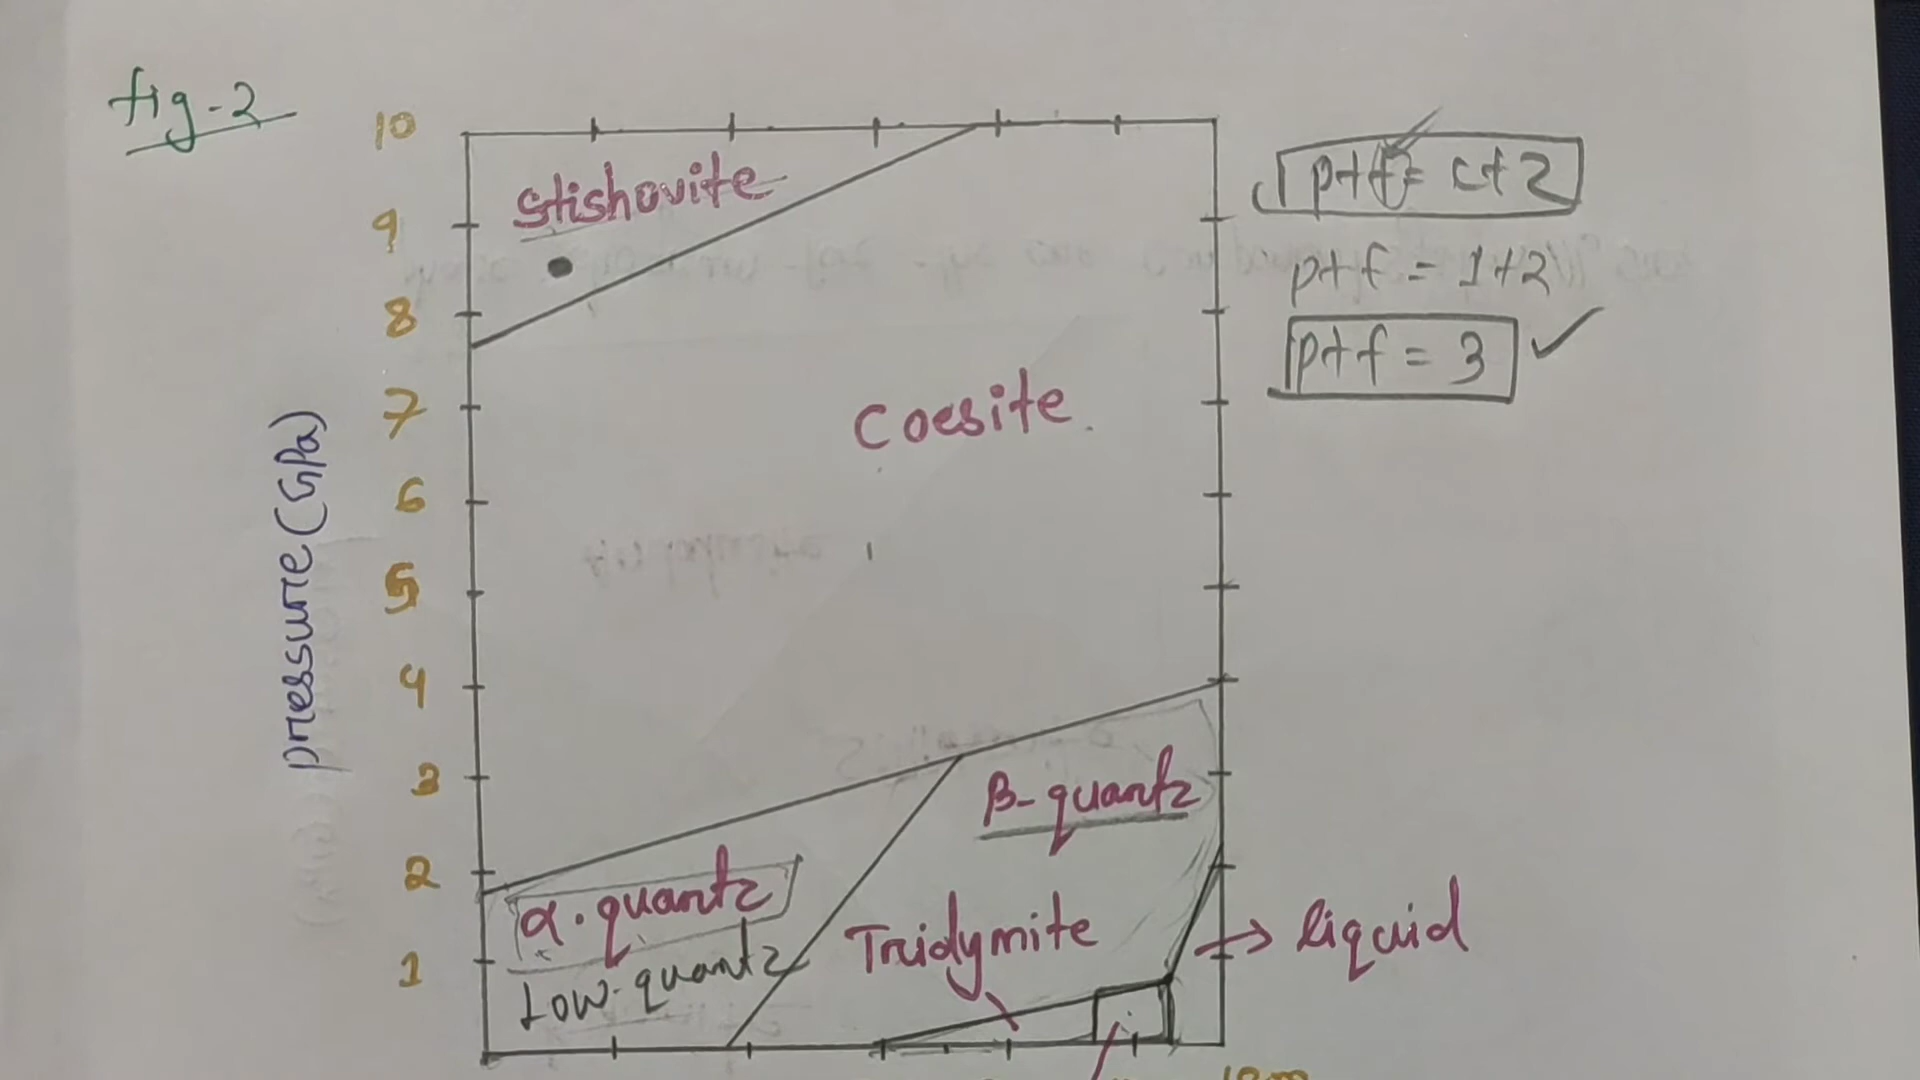 fig-2
10
9
8
7
6
5
4
3
2
1
pressure (GPa)
Stishovite
Coesite
β-quartz
α-quartz
Low-quartz
Tridymite
liquid
p+f = c+2
p+f = 1+2
p+f = 3